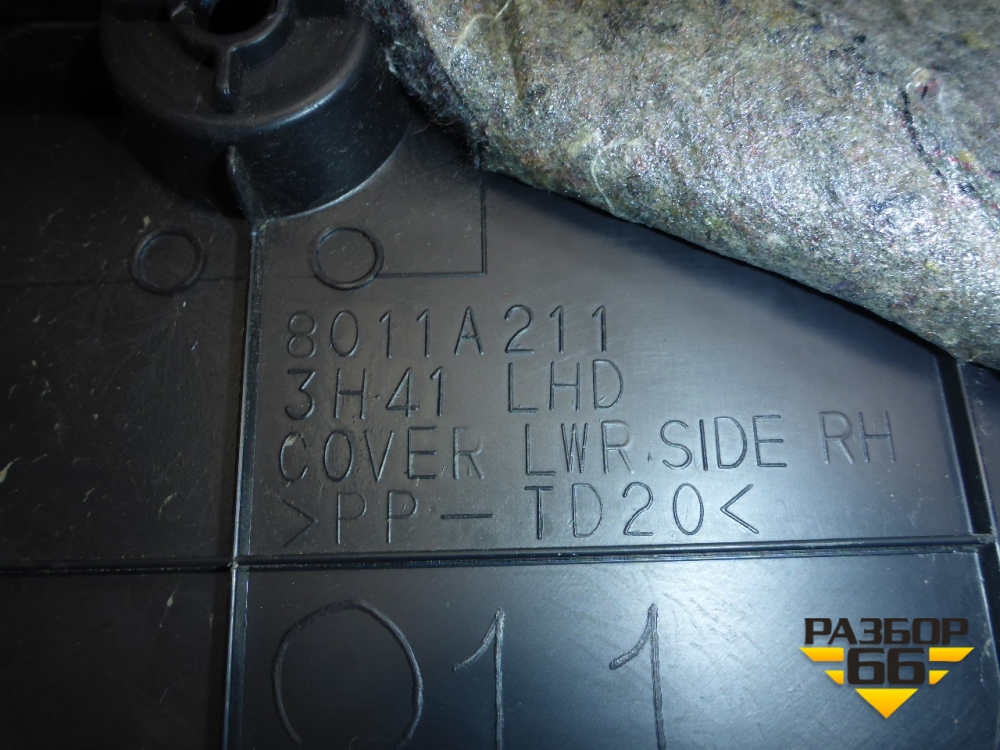 8011A211
3H41 LHD
COVER LWR.SIDE RH
>PP-TD20<
011
РАЗБОР
66